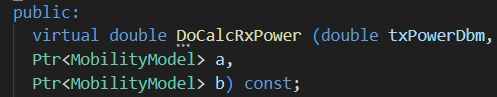 public:
virtual double DoCalcRxPower (double txPowerDbm,
Ptr<MobilityModel> a,
Ptr<MobilityModel> b) const;